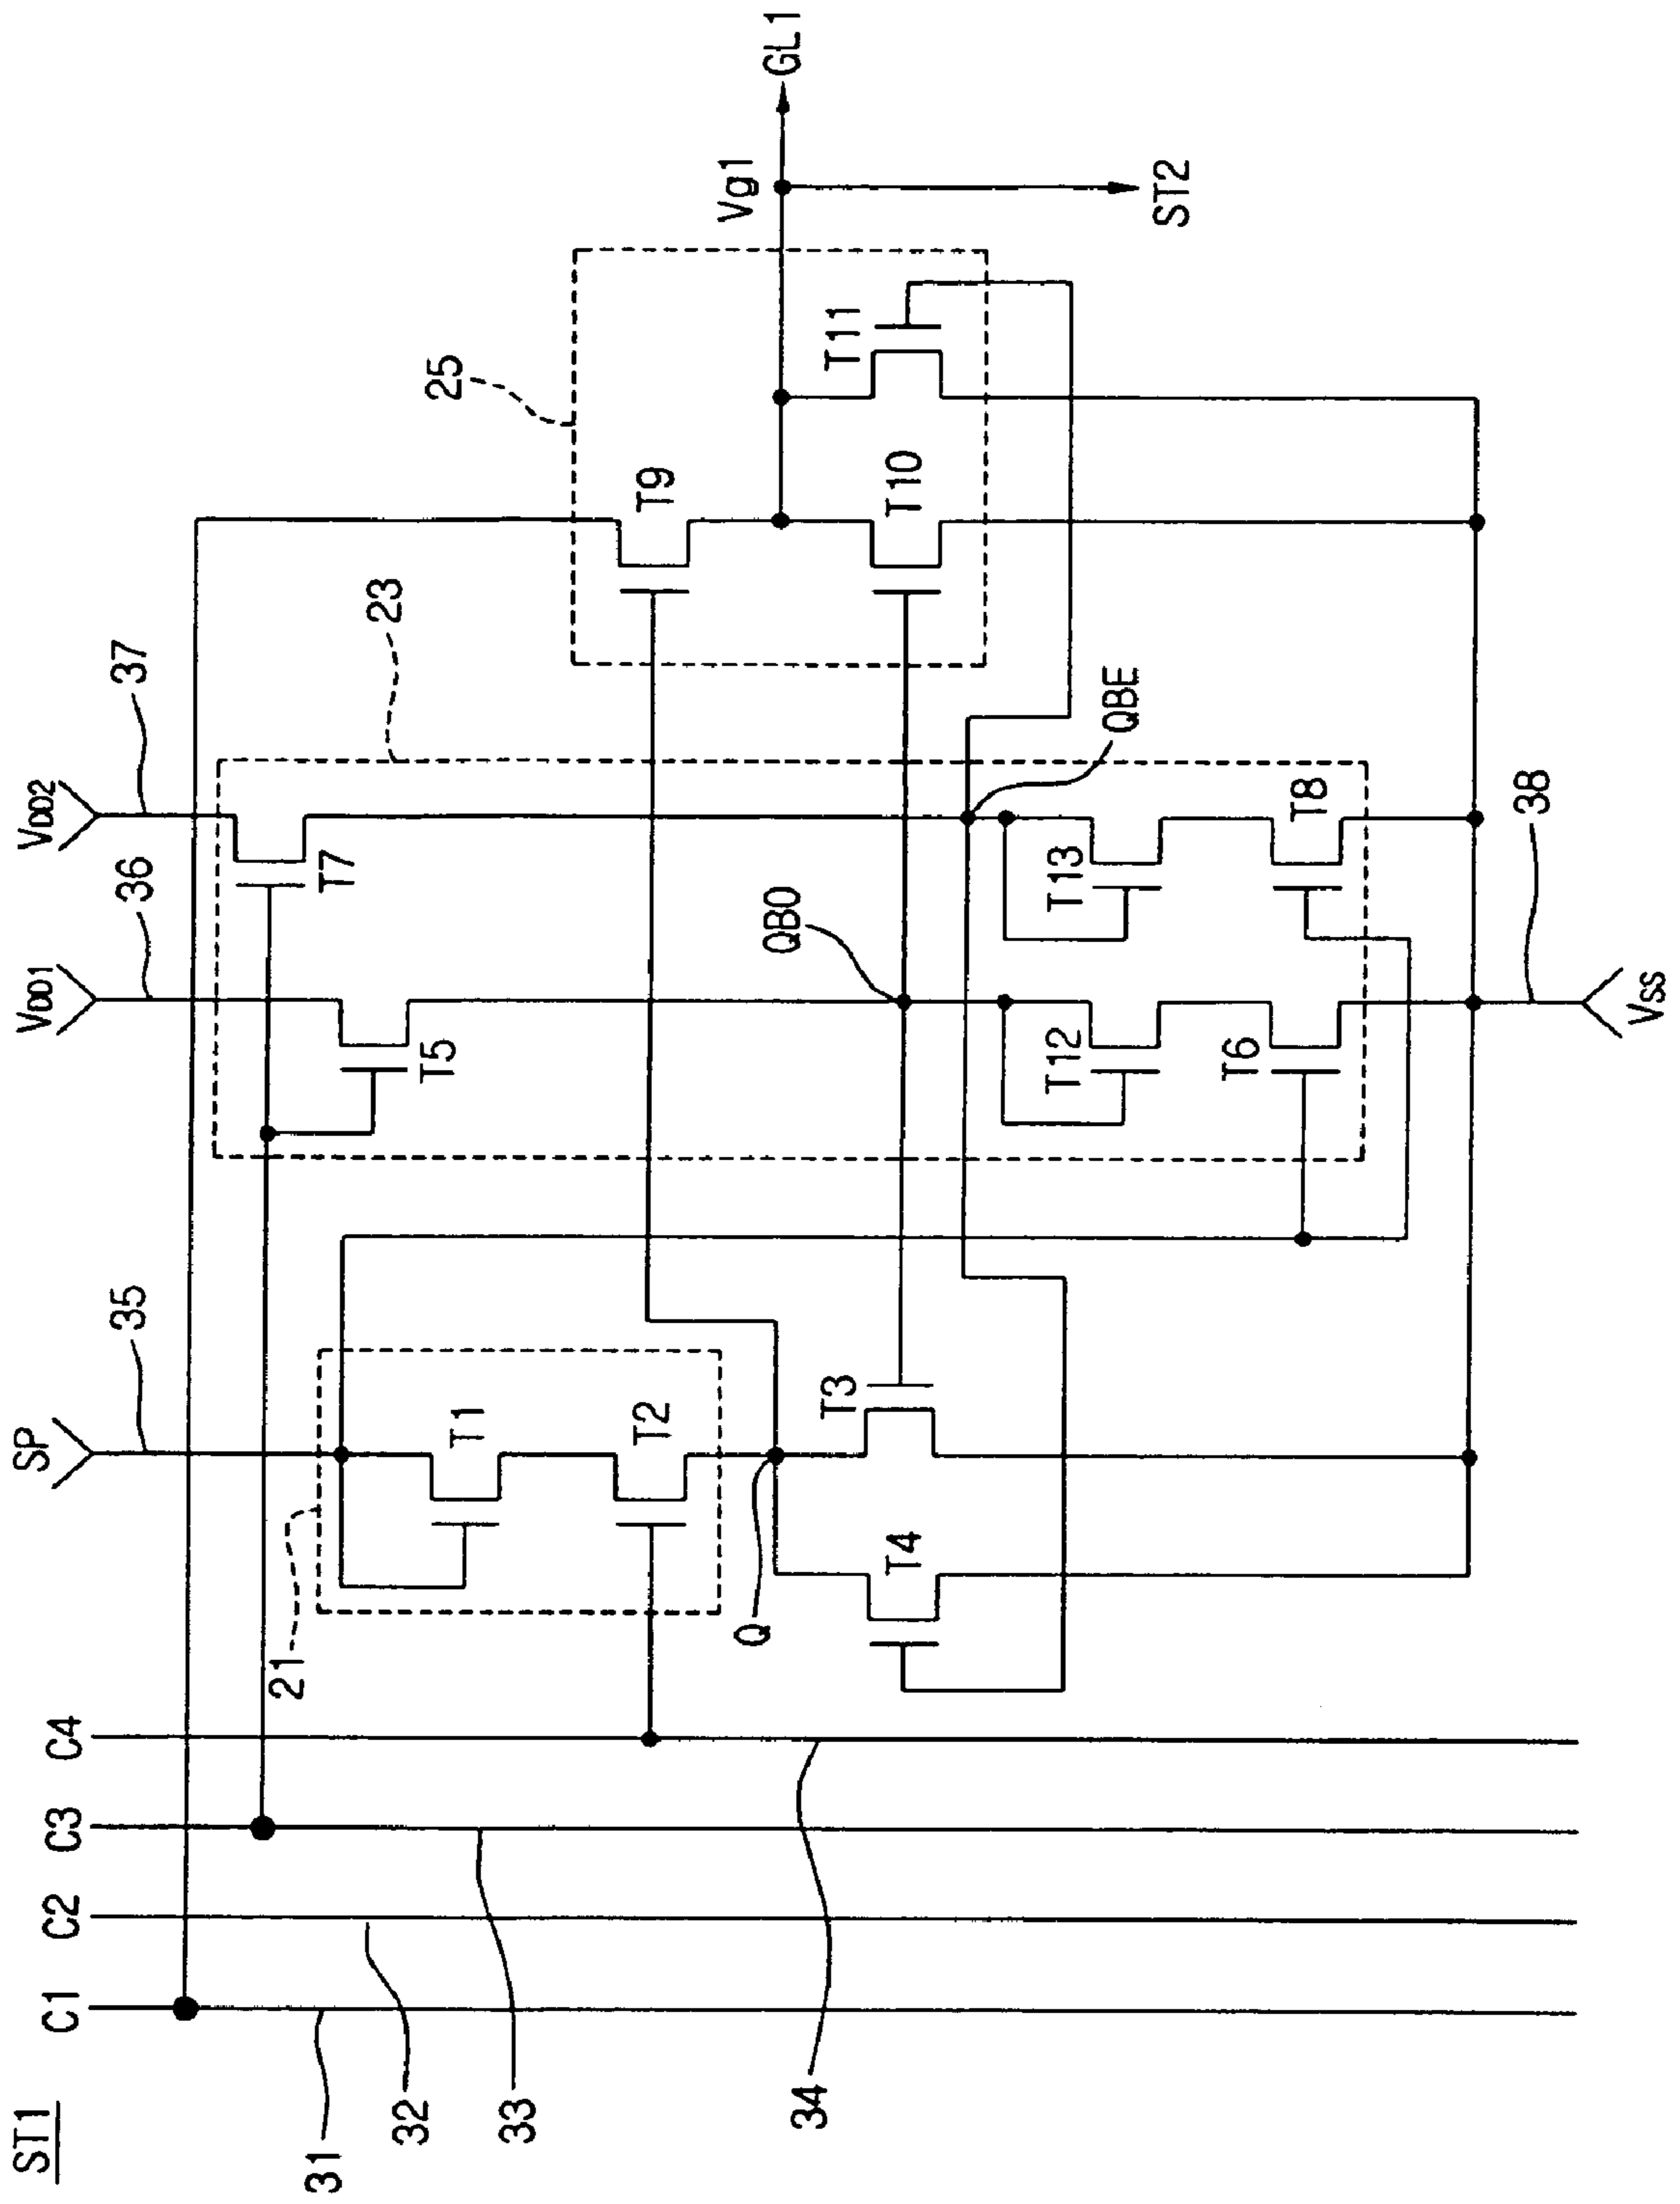 ST1
C1
C2
C3
C4
SP
VDD1
VDD2
31
32
33
34
35
36
37
38
21
23
25
T1
T2
T3
T4
T5
T6
T7
T8
T9
T10
T11
T12
T13
Q
QBO
QBE
Vg1
GL1
ST2
VSS